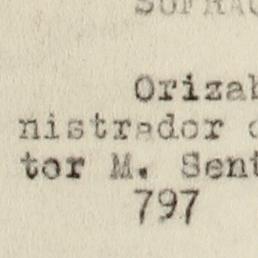 Orizab
nistrador
tor M. Sent
797